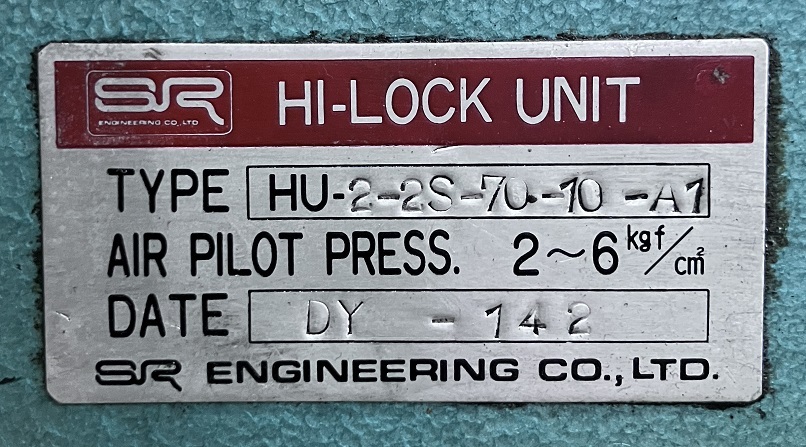 SR HI-LOCK UNIT
ENGINEERING CO.,LTD
TYPE HU-2-2S-70-10-A1
AIR PILOT PRESS. 2～6 kgf/cm²
DATE DY - 142
SR ENGINEERING CO., LTD.